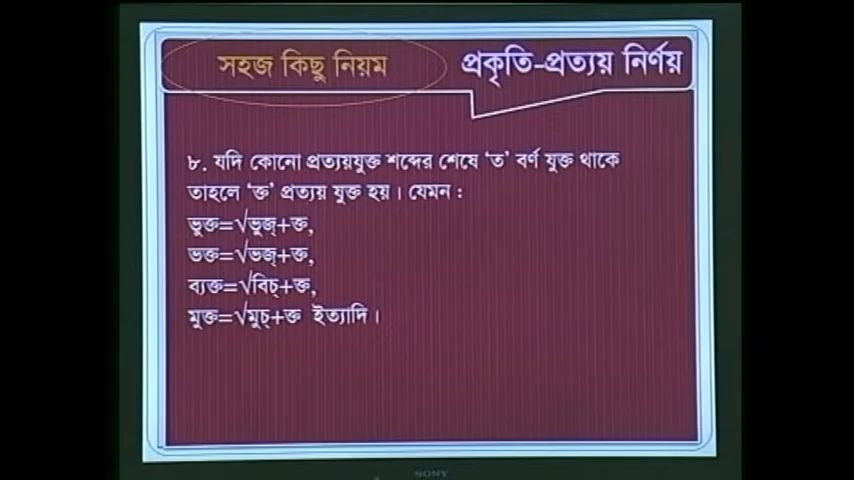 সহজ কিছু নিয়ম
প্রকৃতি-প্রত্যয় নির্ণয়
৮. যদি কোনো প্রত্যয়যুক্ত শব্দের শেষে ‘ত’ বর্ণ যুক্ত থাকে
তাহলে ‘ক্ত’ প্রত্যয় যুক্ত হয়। যেমন :
ভুক্ত=√ভুজ্+ক্ত,
ভক্ত=√ভজ্+ক্ত,
ব্যক্ত=√বিচ্+ক্ত,
মুক্ত=√মুচ্+ক্ত ইত্যাদি।
SONY